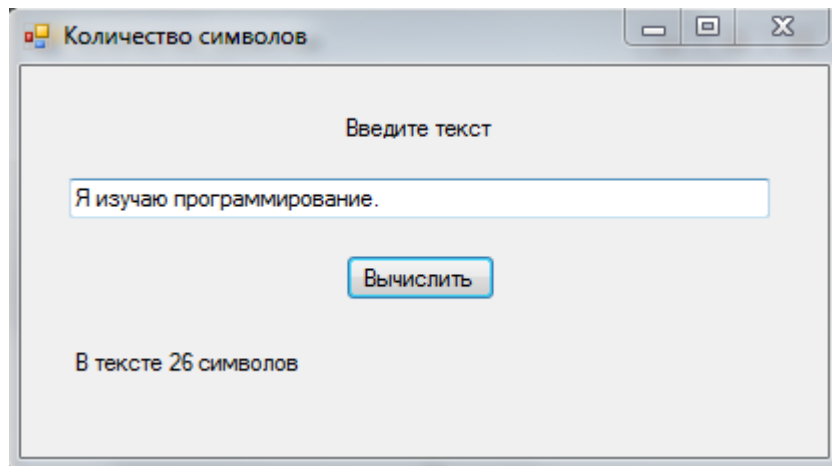 Количество символов
Введите текст
Я изучаю программирование.
Вычислить
В тексте 26 символов